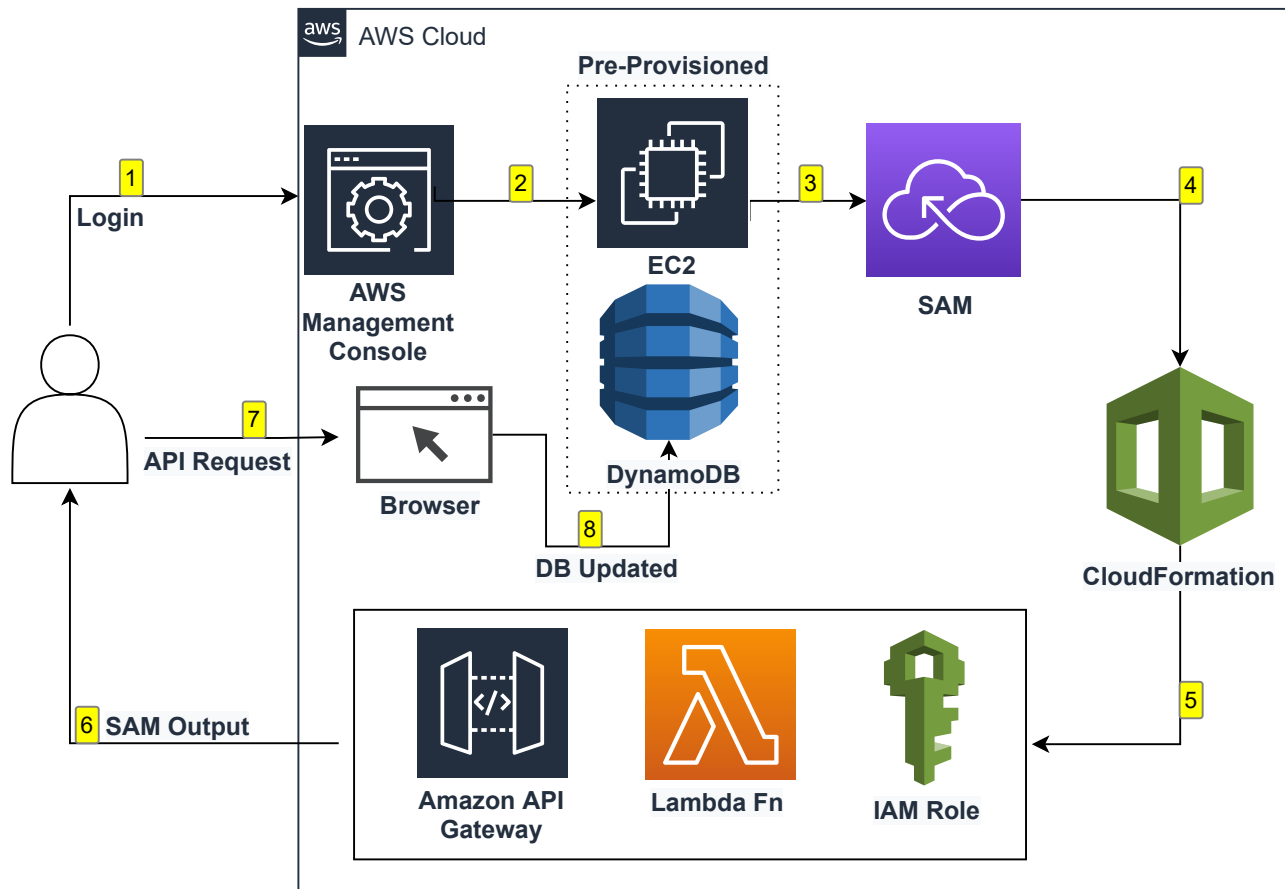 aws
AWS Cloud
Pre-Provisioned
1
Login
2
3
4
EC2
AWS
Management
Console
SAM
7
API Request
Browser
DynamoDB
8
DB Updated
CloudFormation
5
6
SAM Output
</>
Amazon API
Gateway
Lambda Fn
IAM Role